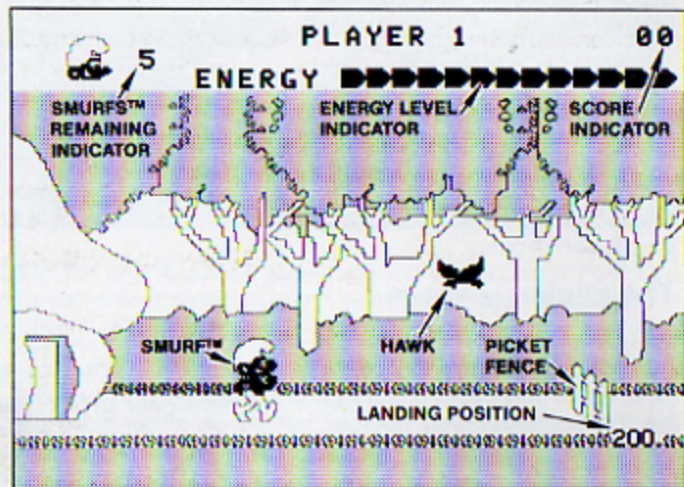 PLAYER 1 00
5
ENERGY
SMURFS™
REMAINING
INDICATOR
ENERGY LEVEL
INDICATOR
SCORE
INDICATOR
SMURF™
HAWK
PICKET
FENCE
LANDING POSITION
200